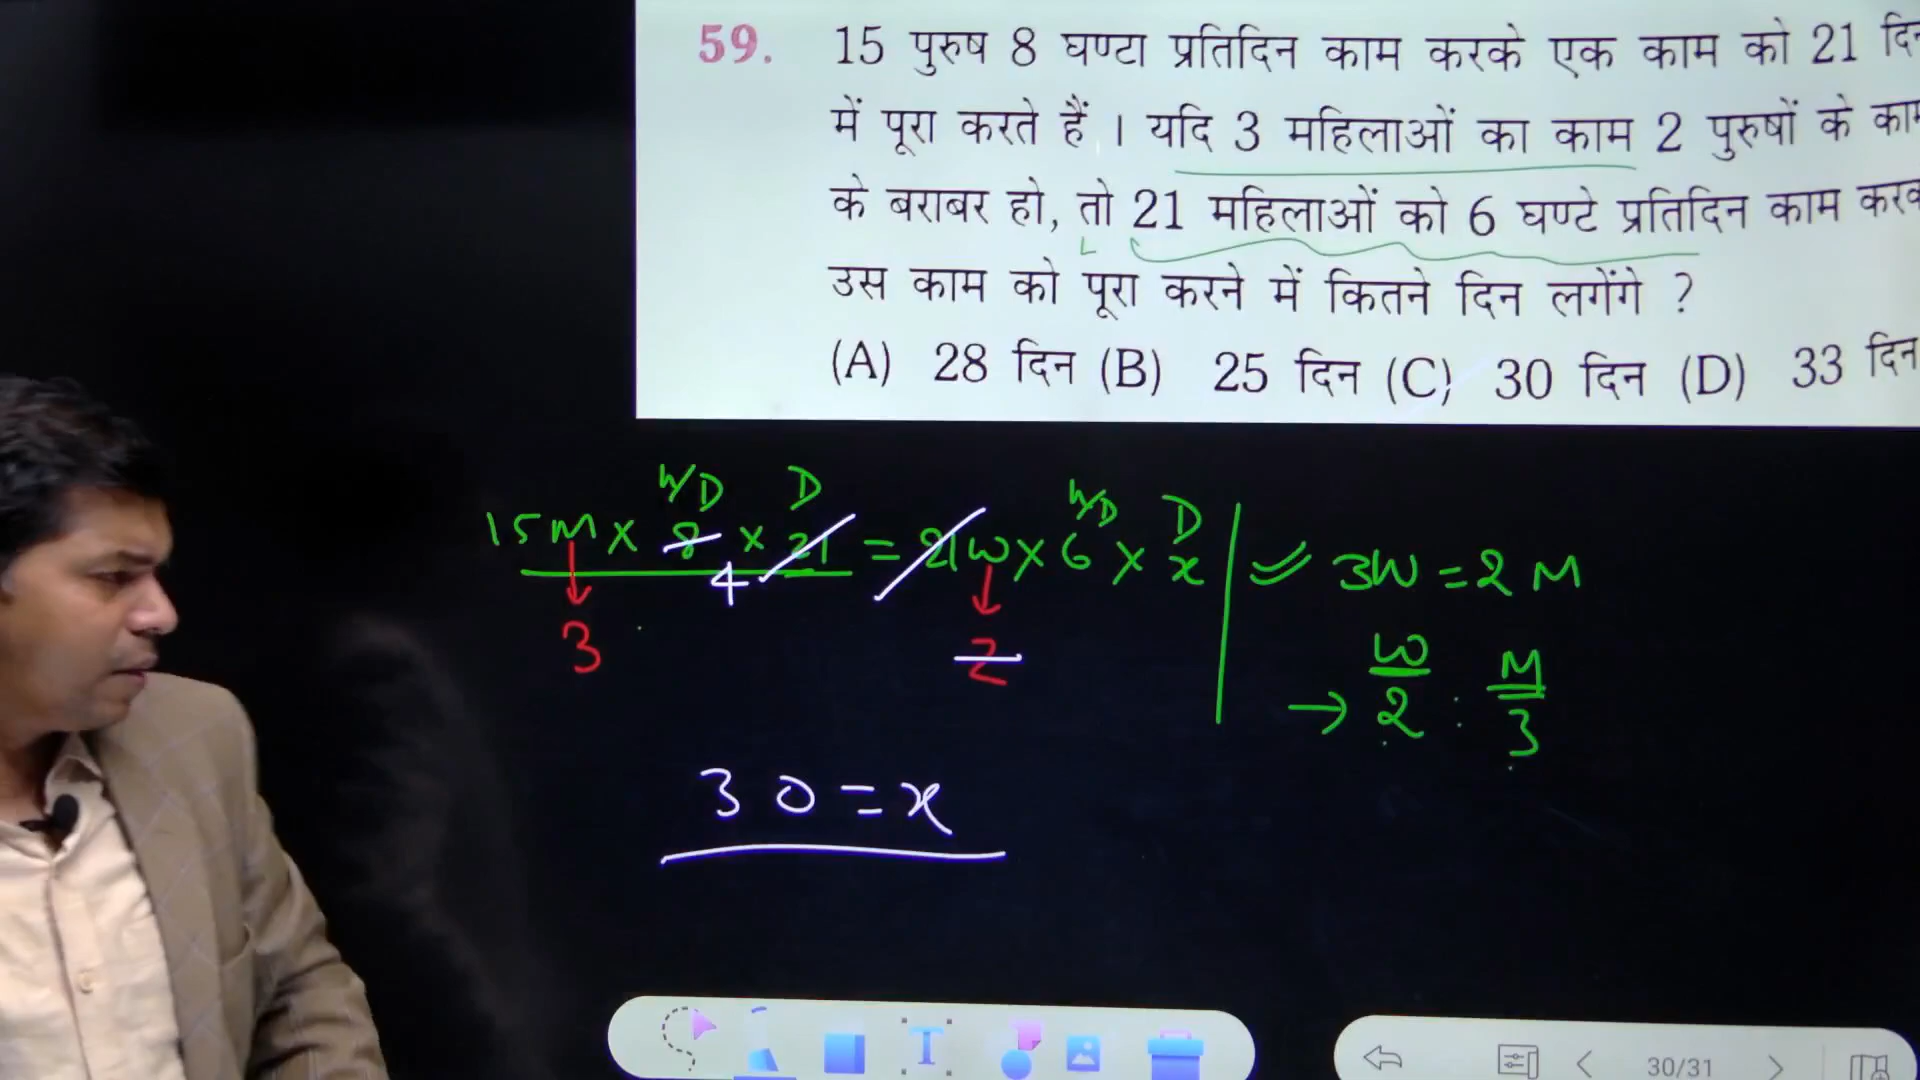 59. 15 पुरुष 8 घण्टा प्रतिदिन काम करके एक काम को 21
में पूरा करते हैं । यदि 3 महिलाओं का काम 2 पुरुषों के
के बराबर हो, तो 21 महिलाओं को 6 घण्टे प्रतिदिन काम
उस काम को पूरा करने में कितने दिन लगेंगे ?
(A) 28 दिन (B) 25 दिन (C) 30 दिन (D) 33 दिन
h/D D h/D D
15M x 8 x 21 = 21W x 6 x x
4
3 2
3W = 2M
W M
→ 2 : 3
30 = x
T
30/31